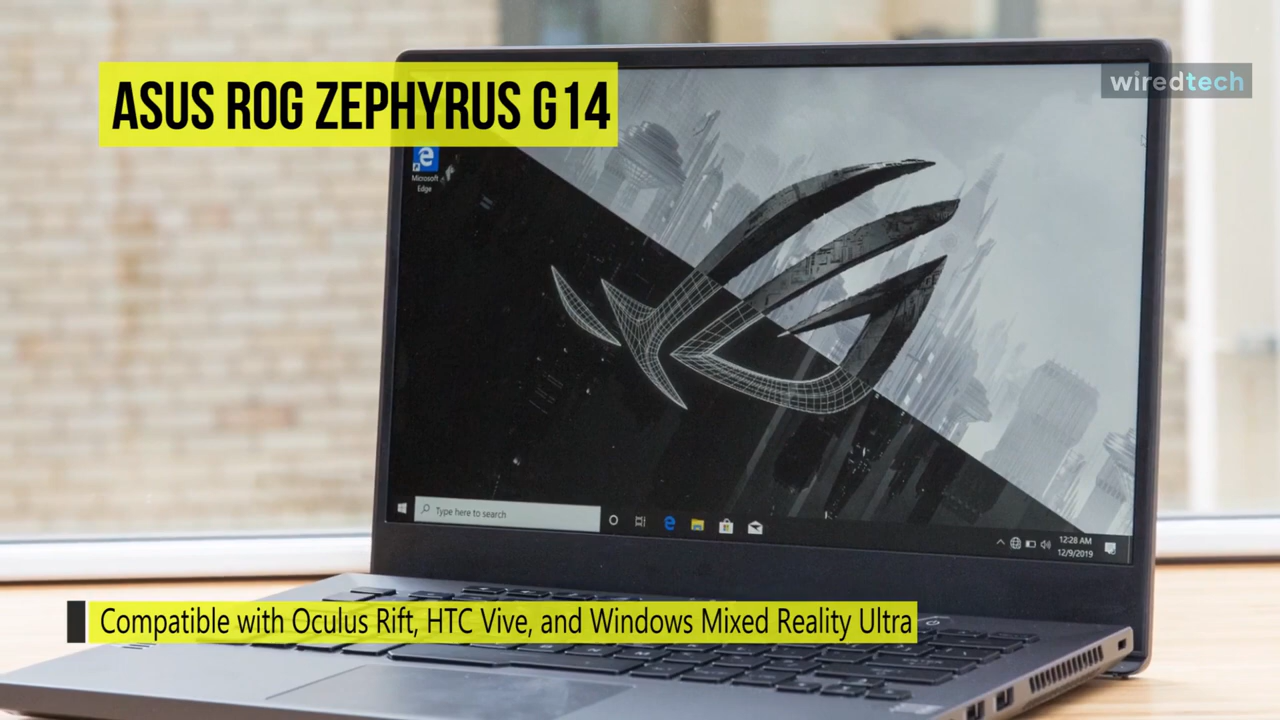 ASUS ROG ZEPHYRUS G14
wiredtech
Microsoft
Edge
Type here to search
12:28 AM
12/9/2019
Compatible with Oculus Rift, HTC Vive, and Windows Mixed Reality Ultra